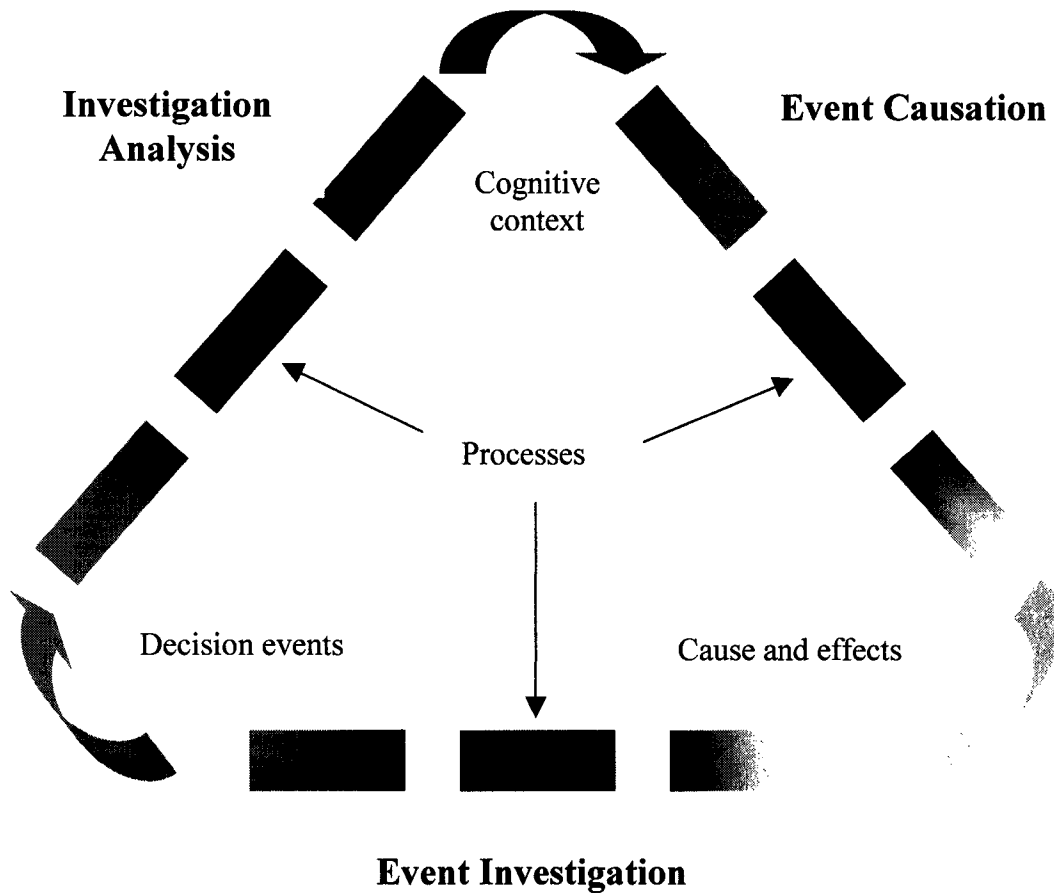 Investigation
Analysis
Event Causation
Cognitive
context
Processes
Decision events
Cause and effects
Event Investigation